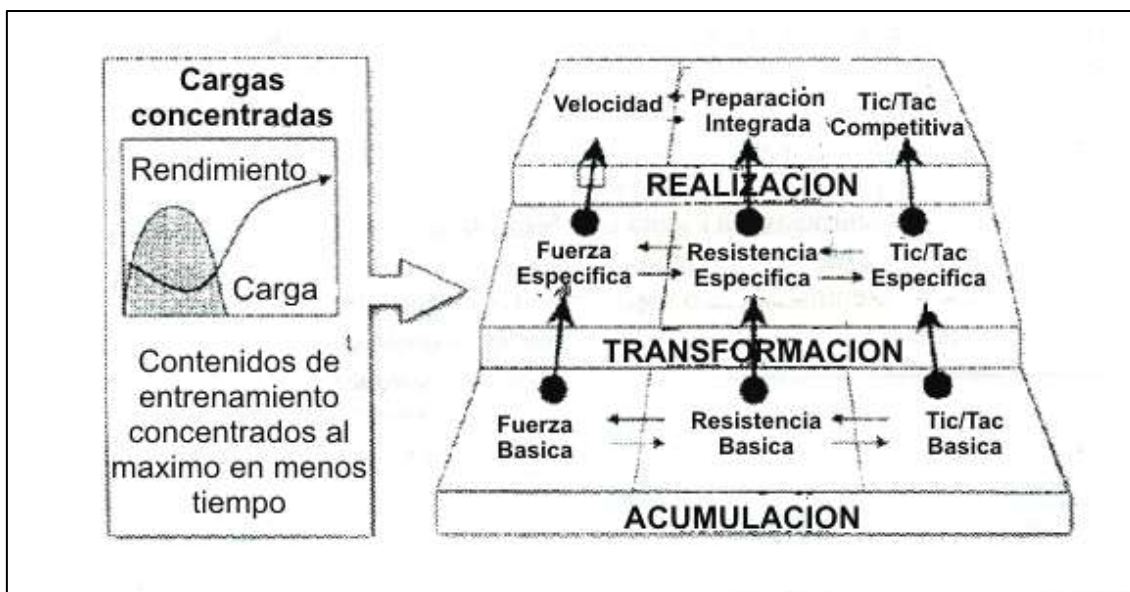 Cargas
concentradas
Rendimiento
Carga
Contenidos de
entrenamiento
concentrados al
maximo en menos
tiempo
Velocidad
Preparación
Integrada
Tic/Tac
Competitiva
REALIZACION
Fuerza
Especifica
Resistencia
Especifica
Tic/Tac
Especifica
TRANSFORMACION
Fuerza
Basica
Resistencia
Basica
Tic/Tac
Basica
ACUMULACION